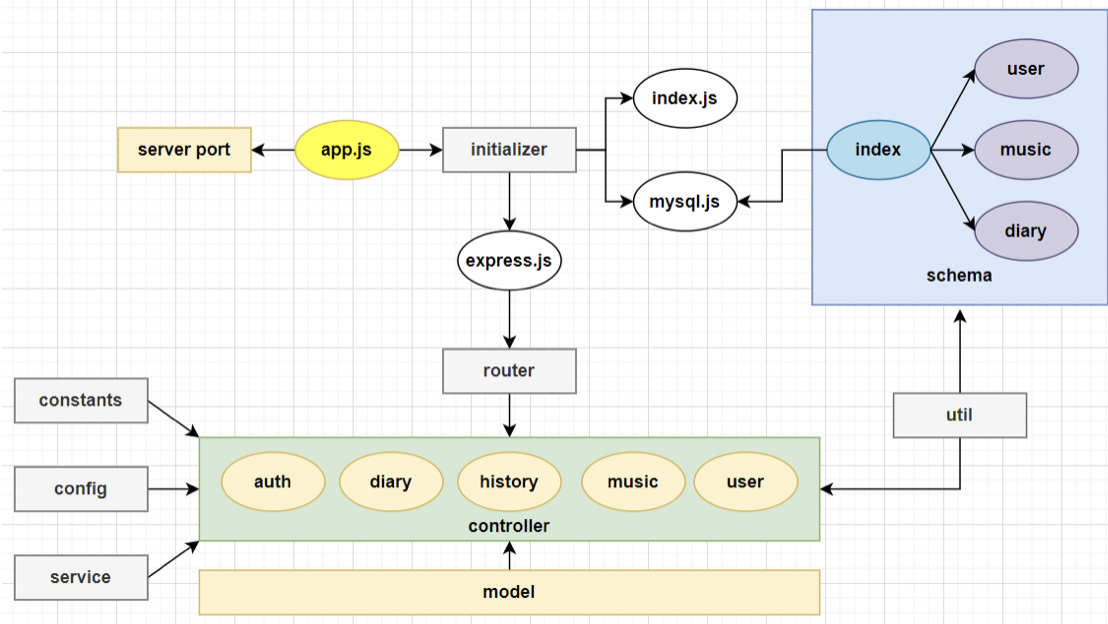 user
index.js
server port
app.js
initializer
index
music
mysql.js
diary
express.js
schema
router
constants
util
auth
diary
history
music
user
config
controller
service
model